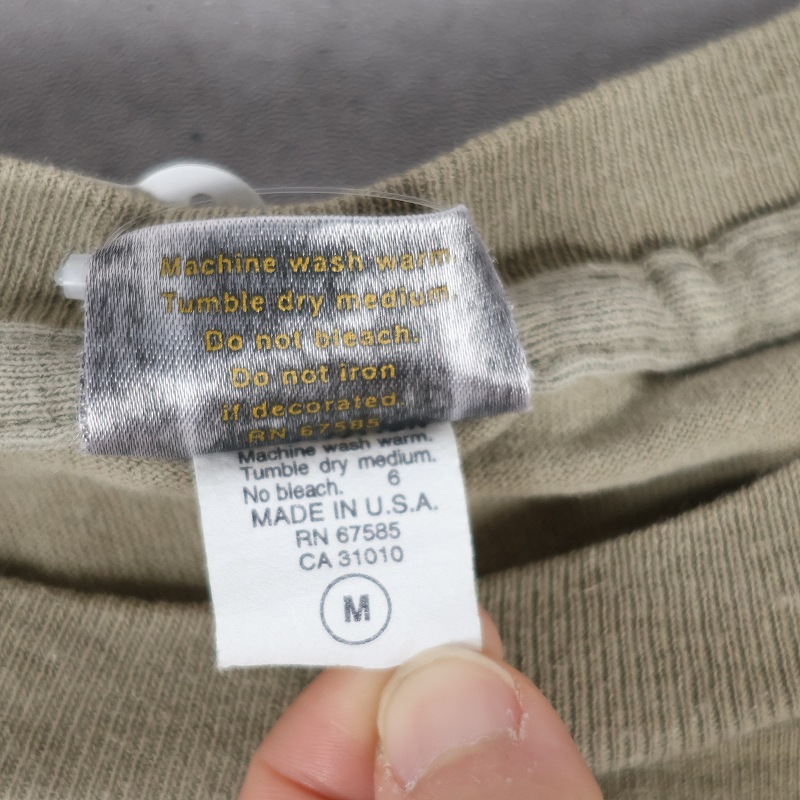 Machine wash warm.
Tumble dry medium.
Do not bleach.
Do not iron
if decorated.
RN 67585
Machine wash warm.
Tumble dry medium.
No bleach. 6
MADE IN U.S.A.
RN 67585
CA 31010
M